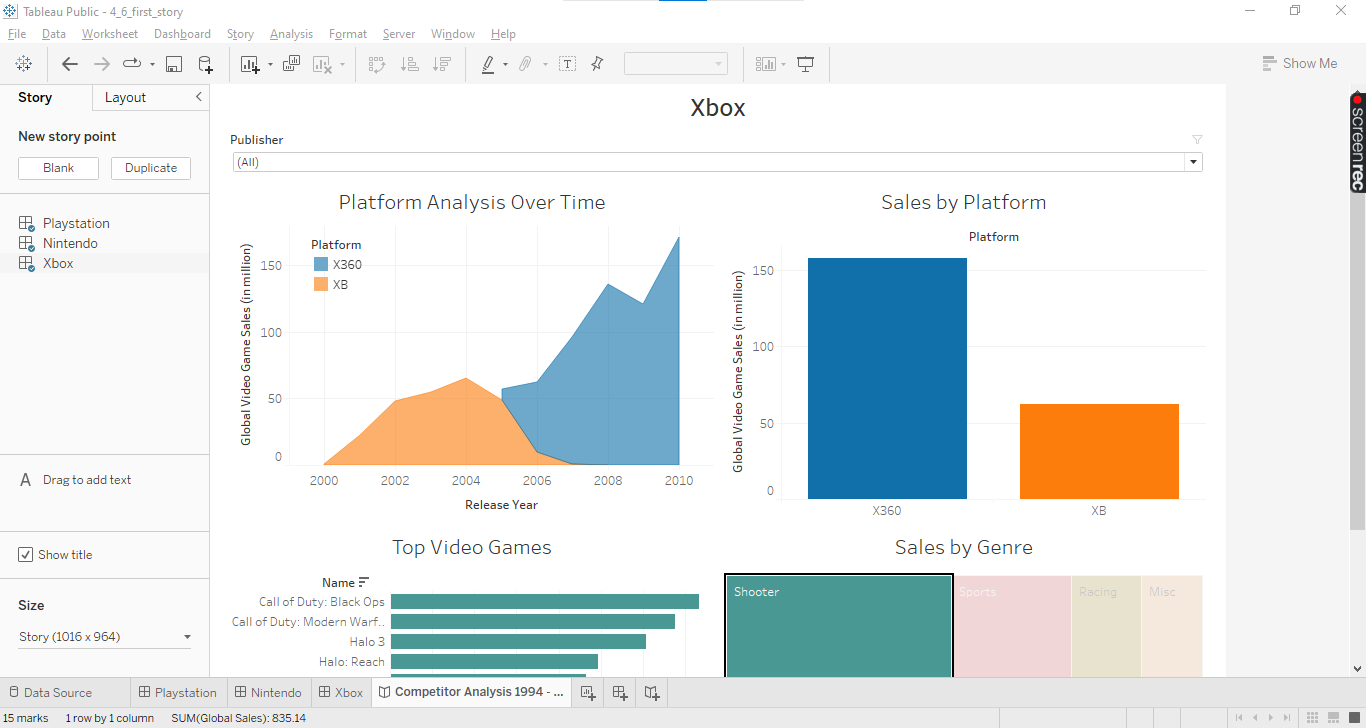 Tableau Public - 4_6_first_story
File Data Worksheet Dashboard Story Analysis Format Server Window Help
Show Me
Story Layout
New story point
Blank Duplicate
Playstation
Nintendo
Xbox
A Drag to add text
Show title
Size
Story (1016 x 964)
Xbox
Publisher
(All)
Platform Analysis Over Time
Platform
X360
XB
Global Video Game Sales (in million)
150
100
50
0
2000 2002 2004 2006 2008 2010
Release Year
Sales by Platform
Platform
Global Video Game Sales (in million)
150
100
50
0
X360 XB
Top Video Games
Name
Call of Duty: Black Ops
Call of Duty: Modern Warf..
Halo 3
Halo: Reach
Sales by Genre
Shooter Sports Racing Misc
screenrec
Data Source Playstation Nintendo Xbox Competitor Analysis 1994 - ...
15 marks 1 row by 1 column SUM(Global Sales): 835.14